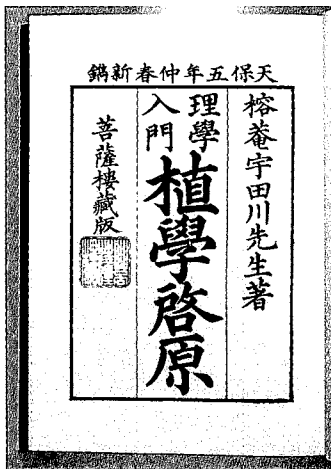 天保五年仲春新鐫
榕菴宇田川先生著
理學
入門
植學啓原
菩薩樓藏版